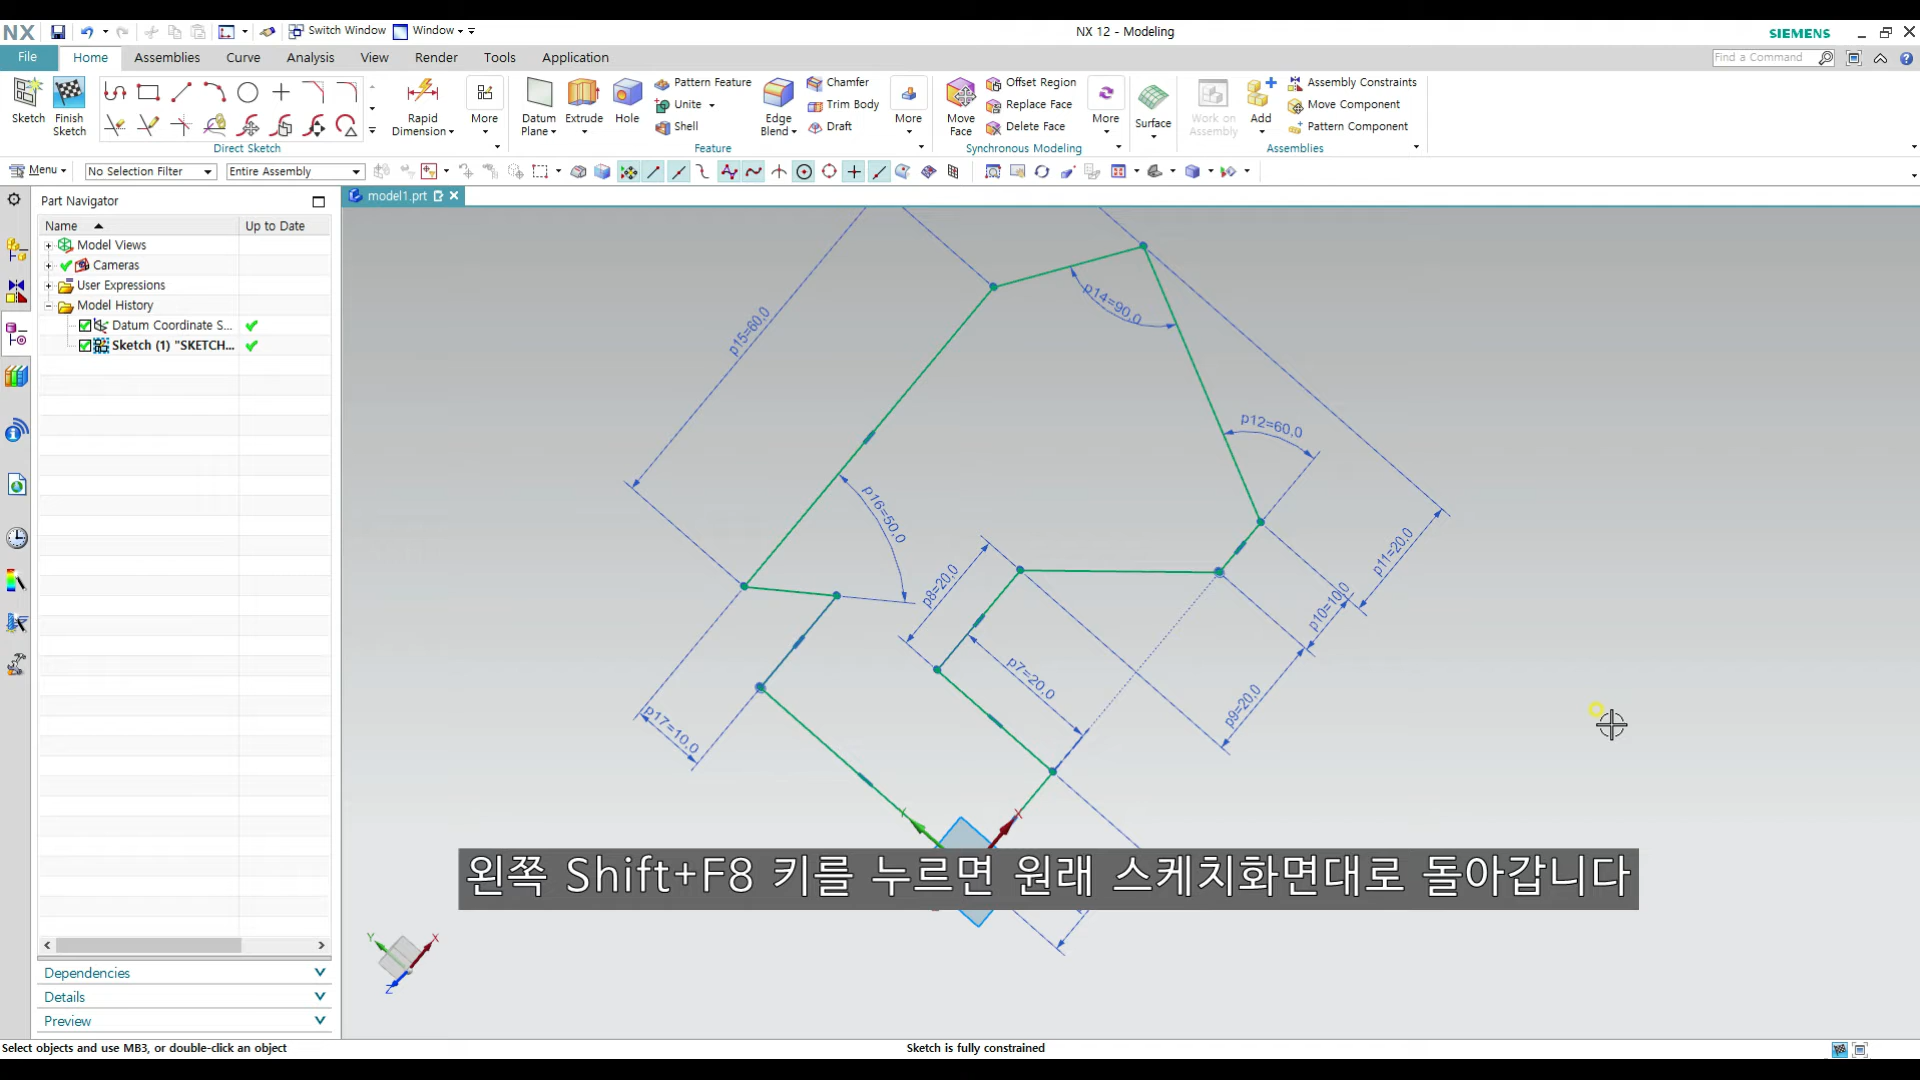 NX
Switch Window
Window
NX 12 - Modeling
SIEMENS
File
Home
Assemblies
Curve
Analysis
View
Render
Tools
Application
Find a Command
Sketch
Finish Sketch
Rapid Dimension
More
Datum Plane
Extrude
Hole
Pattern Feature
Unite
Shell
Edge Blend
Chamfer
Trim Body
Draft
More
Move Face
Offset Region
Replace Face
Delete Face
More
Surface
Work on Assembly
Add
Assembly Constraints
Move Component
Pattern Component
Direct Sketch
Feature
Synchronous Modeling
Assemblies
Menu
No Selection Filter
Entire Assembly
Part Navigator
model1.prt
Name
Up to Date
Model Views
Cameras
User Expressions
Model History
Datum Coordinate S...
Sketch (1) "SKETCH...
Dependencies
Details
Preview
p14=90,0
p15=60,0
p12=60,0
p16=50,0
p11=20,0
p8=20,0
p10=10,0
p7=20,0
p9=20,0
p17=10,0
Y
X
왼쪽 Shift+F8 키를 누르면 원래 스케치화면대로 돌아갑니다
Y
X
Z
Select objects and use MB3, or double-click an object
Sketch is fully constrained